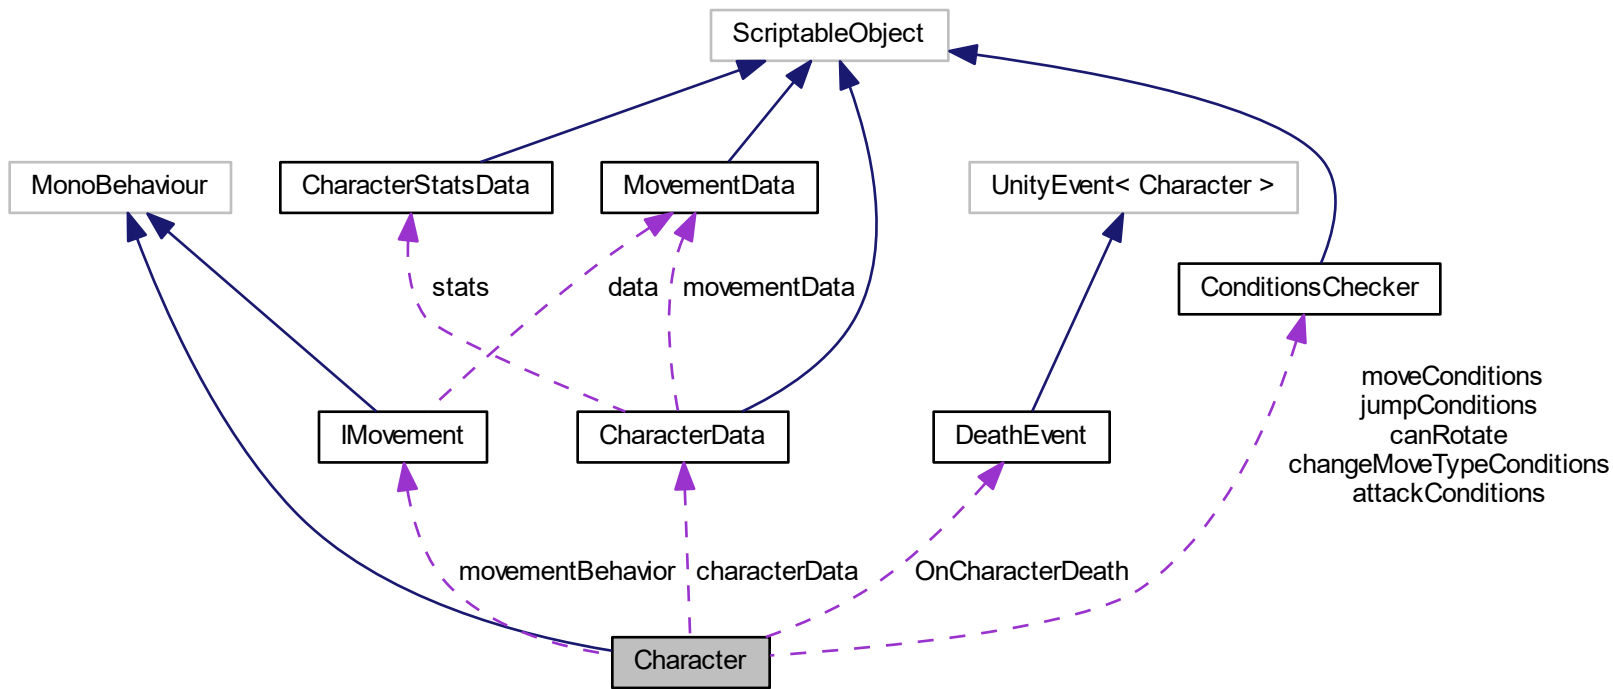 ScriptableObject
MonoBehaviour
CharacterStatsData
MovementData
UnityEvent< Character >
stats
data
movementData
ConditionsChecker
moveConditions
jumpConditions
canRotate
changeMoveTypeConditions
attackConditions
IMovement
CharacterData
DeathEvent
movementBehavior
characterData
OnCharacterDeath
Character